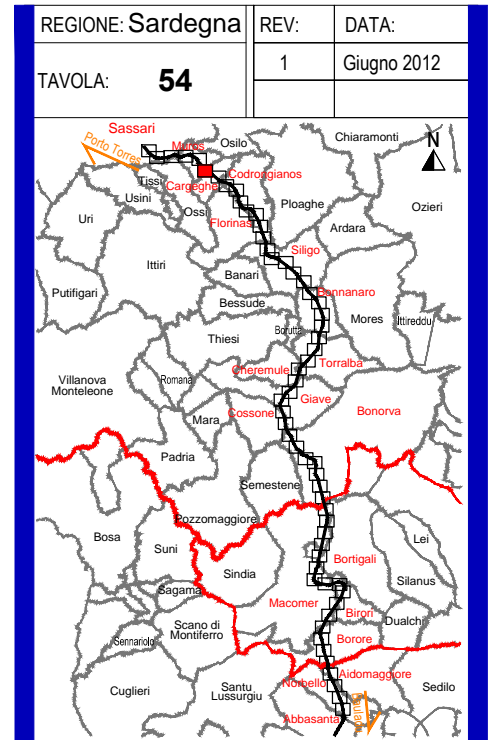 REGIONE: Sardegna
REV:
DATA:
TAVOLA: 54
1
Giugno 2012
Sassari
Porto Torres
Muros
Osilo
Chiaramonti
N
Tissi
Cargeghe
Codrongianos
Usini
Ossi
Florinas
Ploaghe
Ozieri
Uri
Ardara
Siligo
Ittiri
Banari
Bonnanaro
Putifigari
Bessude
Mores
Ittireddu
Borutta
Thiesi
Cheremule
Torralba
Villanova
Monteleone
Romana
Giave
Cossone
Bonorva
Mara
Padria
Semestene
Pozzomaggiore
Bosa
Suni
Lei
Bortigali
Sindia
Silanus
Sagama
Macomer
Birori
Dualchi
Scano di
Montiferro
Sennariolo
Borore
Aidomaggiore
Norbello
Cuglieri
Santu
Lussurgiu
Sedilo
Abbasanta